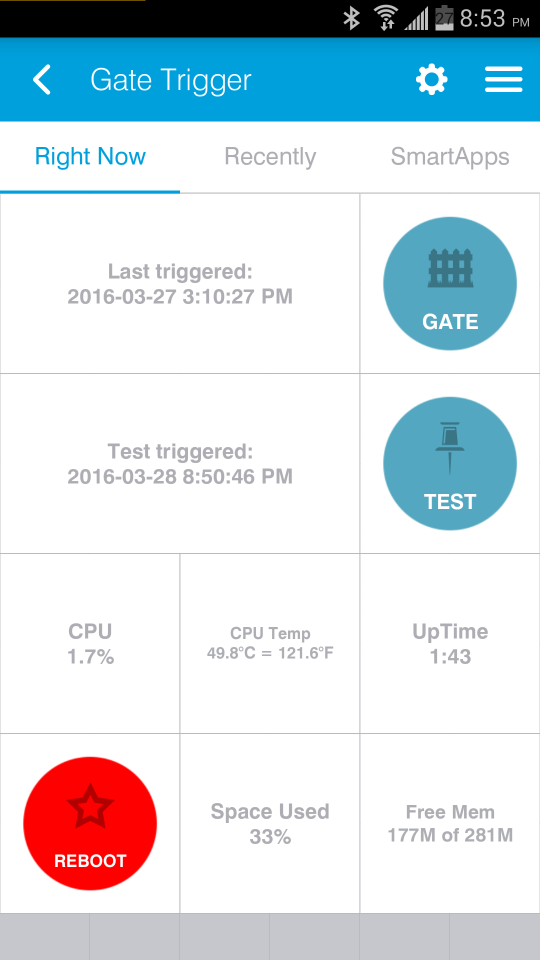 27 8:53 PM
Gate Trigger
Right Now Recently SmartApps
Last triggered:
2016-03-27 3:10:27 PM
GATE
Test triggered:
2016-03-28 8:50:46 PM
TEST
CPU
1.7%
CPU Temp
49.8°C = 121.6°F
UpTime
1:43
REBOOT
Space Used
33%
Free Mem
177M of 281M